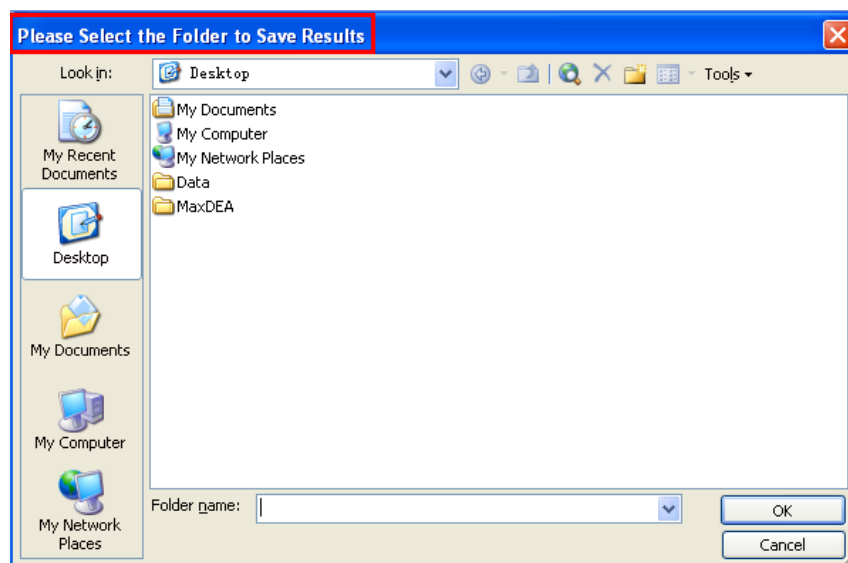 Please Select the Folder to Save Results
Look in:
Desktop
Tools
My Recent
Documents
Desktop
My Documents
My Computer
My Network
Places
My Documents
My Computer
My Network Places
Data
MaxDEA
Folder name:
OK
Cancel